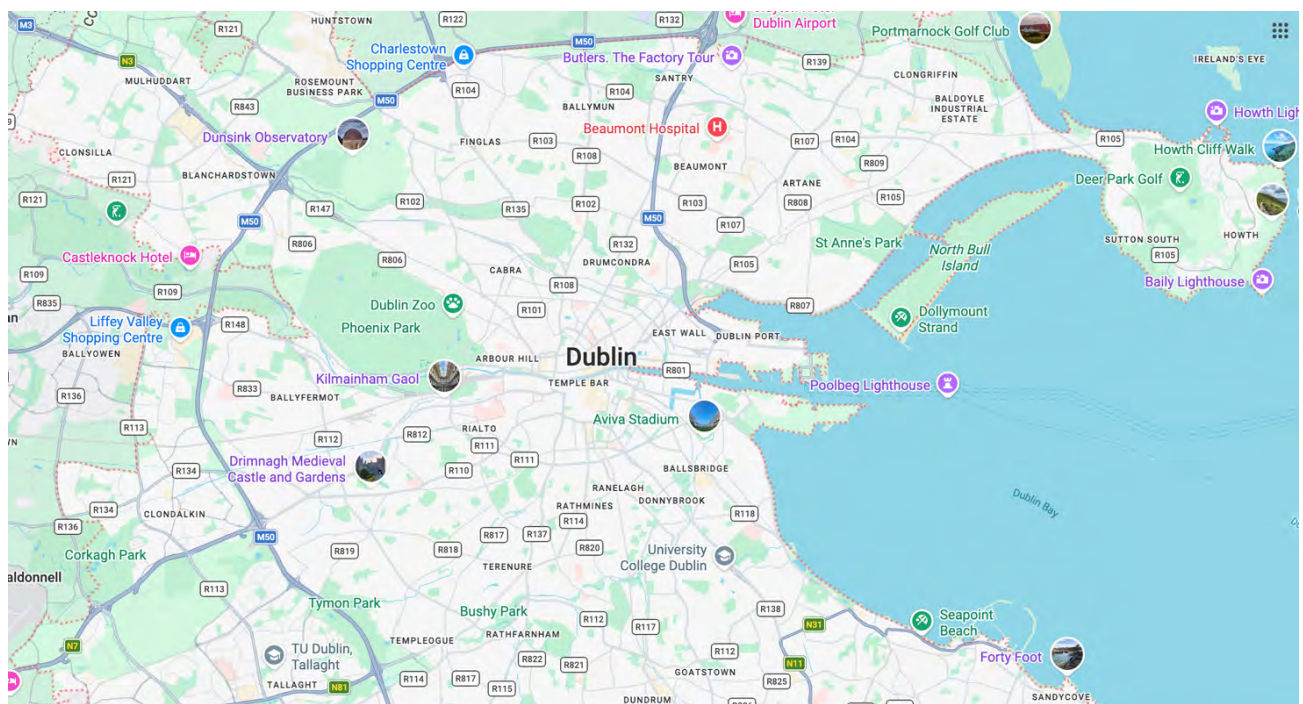 M3
R121
HUNTSTOWN
R122
R132
Dublin Airport
Portmarnock Golf Club
IRELAND'S EYE
N3
Charlestown
Shopping Centre
M50
Butlers. The Factory Tour
R139
CLONGRIFFIN
MULHUDDART
ROSEMOUNT
BUSINESS PARK
R104
SANTRY
R104
BALLYMUN
BALDOYLE
INDUSTRIAL
ESTATE
R843
M50
Dunsink Observatory
Beaumont Hospital
Howth Ligh
CLONSILLA
FINGLAS
R103
R108
R107
R104
R105
Howth Cliff Walk
BLANCHARDSTOWN
BEAUMONT
R809
Deer Park Golf
R121
ARTANE
R121
R147
R102
R135
R102
R103
R808
R105
M50
M50
R107
R806
R806
R132
St Anne's Park
North Bull
Island
SUTTON SOUTH
HOWTH
R105
Castleknock Hotel
CABRA
DRUMCONDRA
R105
R109
R108
Baily Lighthouse
R109
R835
Dublin Zoo
R101
R807
Dollymount
Strand
an
Liffey Valley
Shopping Centre
R148
Phoenix Park
EAST WALL
DUBLIN PORT
BALLYOWEN
ARBOUR HILL
Dublin
R801
Kilmainham Gaol
TEMPLE BAR
Poolbeg Lighthouse
R833
BALLYFERMOT
R136
Aviva Stadium
R113
R112
R812
RIALTO
R111
WN
R134
Drimnagh Medieval
Castle and Gardens
R110
R111
BALLSBRIDGE
RANELAGH
DONNYBROOK
Dublin Bay
R134
CLONDALKIN
RATHMINES
R118
R136
R114
M50
R817
R137
Corkagh Park
R819
R818
R820
University
College Dublin
TERENURE
aldonnell
R113
Tymon Park
Bushy Park
R138
R112
Seapoint
Beach
R117
N31
N7
TEMPLEOGUE
RATHFARNHAM
TU Dublin,
Tallaght
R822
R821
R112
Forty Foot
N11
GOATSTOWN
TALLAGHT
N81
R114
R817
R115
R825
DUNDRUM
SANDYCOVE